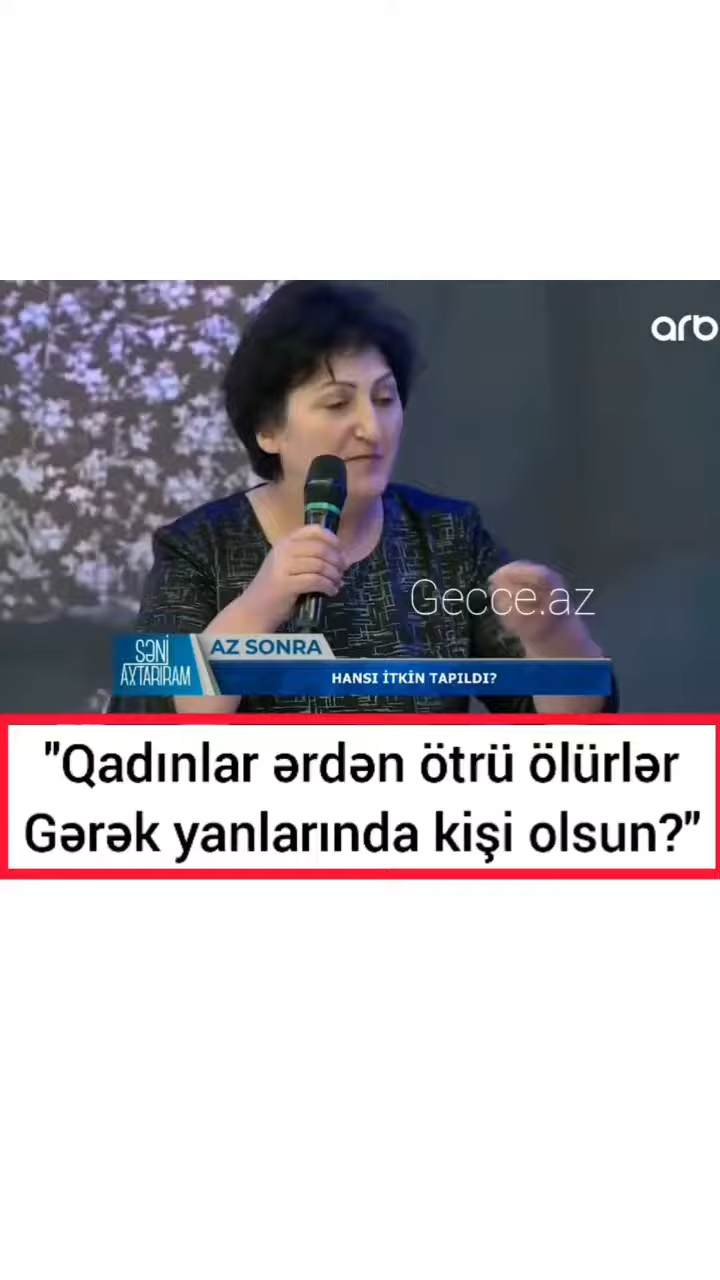 arb
Gecce.az
SƏNİ
AXTARIRAM
AZ SONRA
HANSI İTKİN TAPILDI?
"Qadınlar ərdən ötrü ölürlər
Gərək yanlarında kişi olsun?"